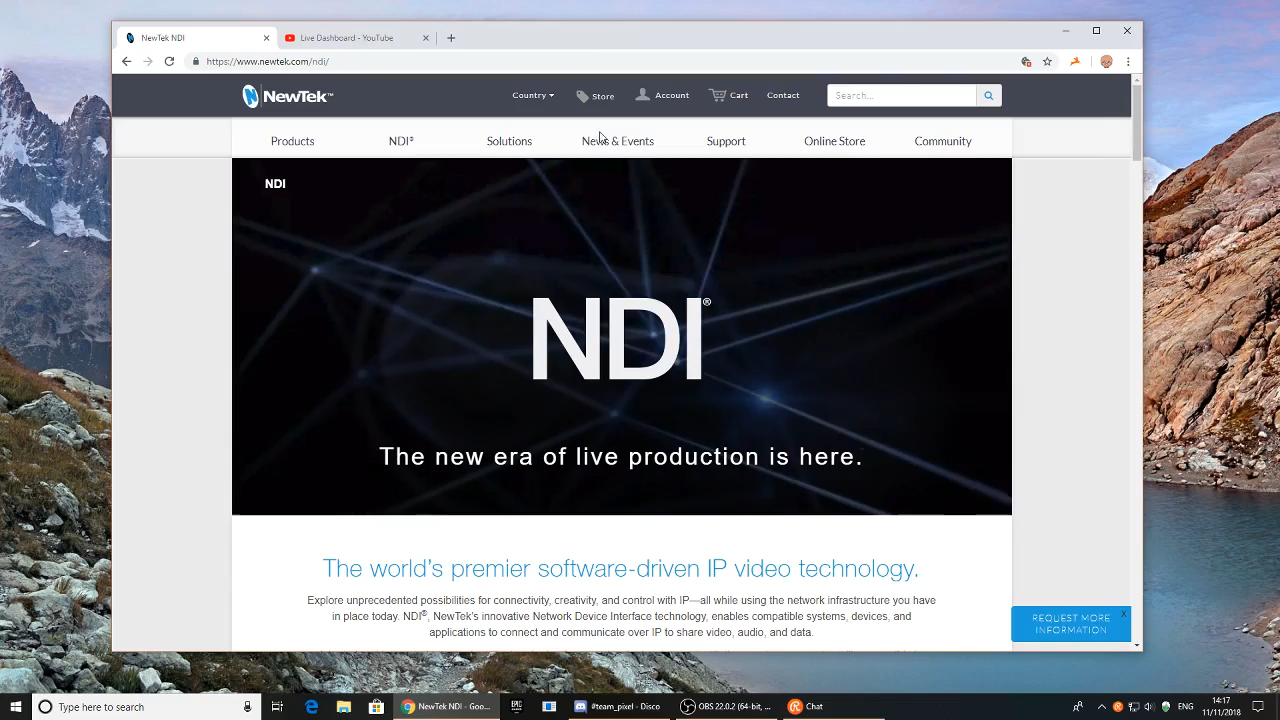 NewTek NDI
Live Dashboard - YouTube
https://www.newtek.com/ndi/
NewTek™
Country
Store
Account
Cart
Contact
Search...
Products
NDI®
Solutions
News & Events
Support
Online Store
Community
NDI
NDI®
The new era of live production is here.
The world's premier software-driven IP video technology.
Explore unprecedented possibilities for connectivity, creativity, and control with IP—all while using the network infrastructure you have
in place today. NDI®, NewTek's innovative Network Device Interface technology, enables compatible systems, devices, and
applications to connect and communicate over IP to share video, audio, and data.
X
REQUEST MORE
INFORMATION
Type here to search
EPIC
NewTek NDI - Goo...
#team_pixel - Disco
OBS 22.0.2 (64-bit, ...
Chat
ENG
14:17
11/11/2018